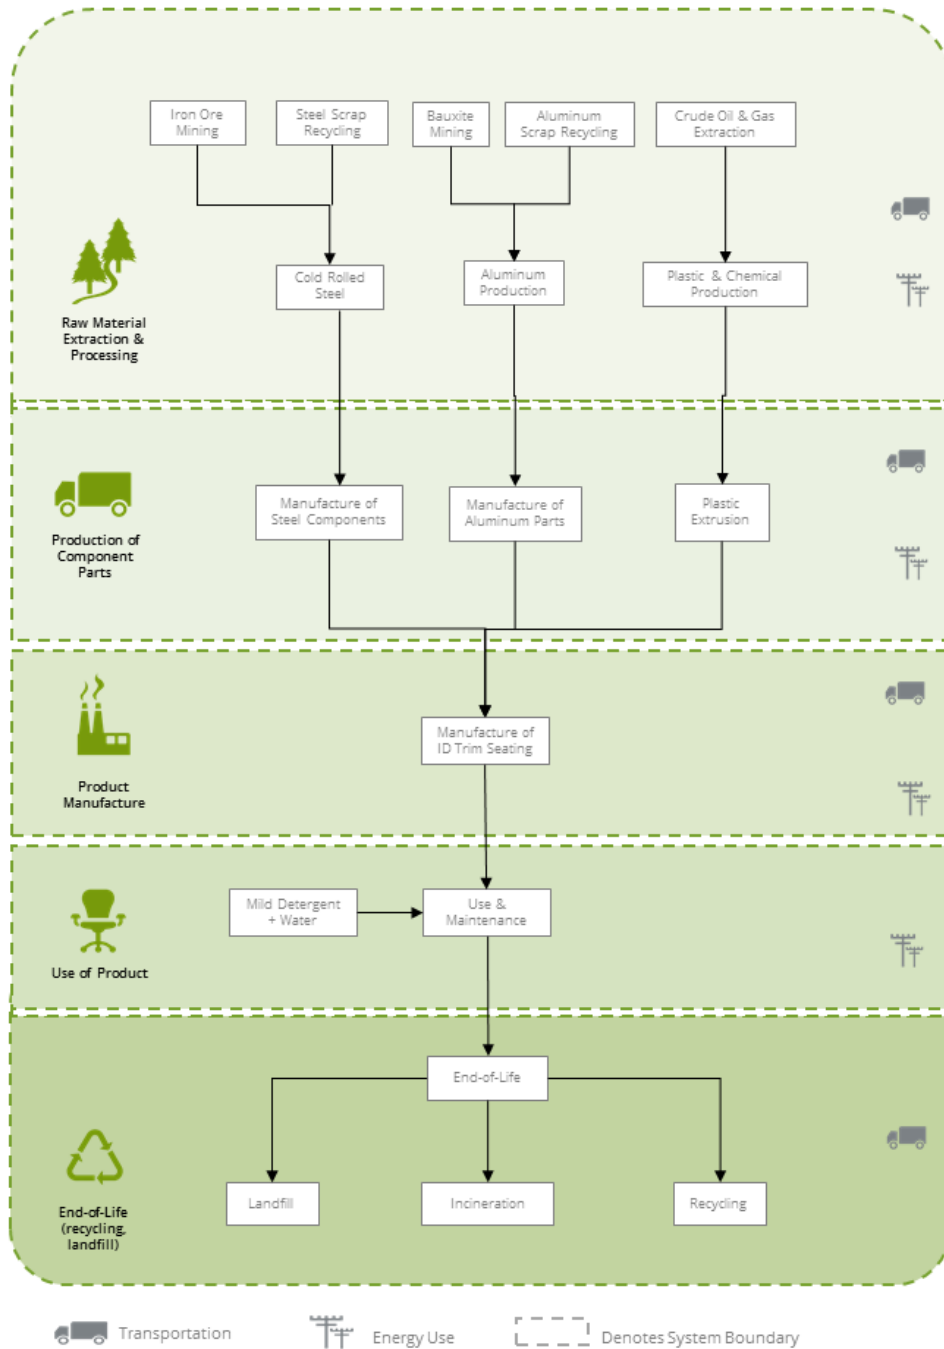 Iron Ore
Mining
Steel Scrap
Recycling
Bauxite
Mining
Aluminum
Scrap Recycling
Crude Oil & Gas
Extraction
Cold Rolled
Steel
Aluminum
Production
Plastic & Chemical
Production
Raw Material
Extraction &
Processing
Manufacture of
Steel Components
Manufacture of
Aluminum Parts
Plastic
Extrusion
Production of
Component
Parts
Manufacture of
ID Trim Seating
Product
Manufacture
Mild Detergent
+ Water
Use &
Maintenance
Use of Product
End-of-Life
Landfill
Incineration
Recycling
End-of-Life
(recycling,
landfill)
Transportation
Energy Use
Denotes System Boundary